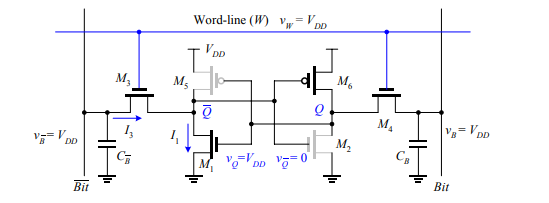 Word-line (W) v_W = V_DD
V_DD
M_3
M_5
M_6
Q̅
Q
M_4
v_B̅ = V_DD
I_3
I_1
M_2
v_B = V_DD
C_B̅
M_1
v_Q = V_DD v_Q̅ = 0
C_B
B̅i̅t̅
Bit